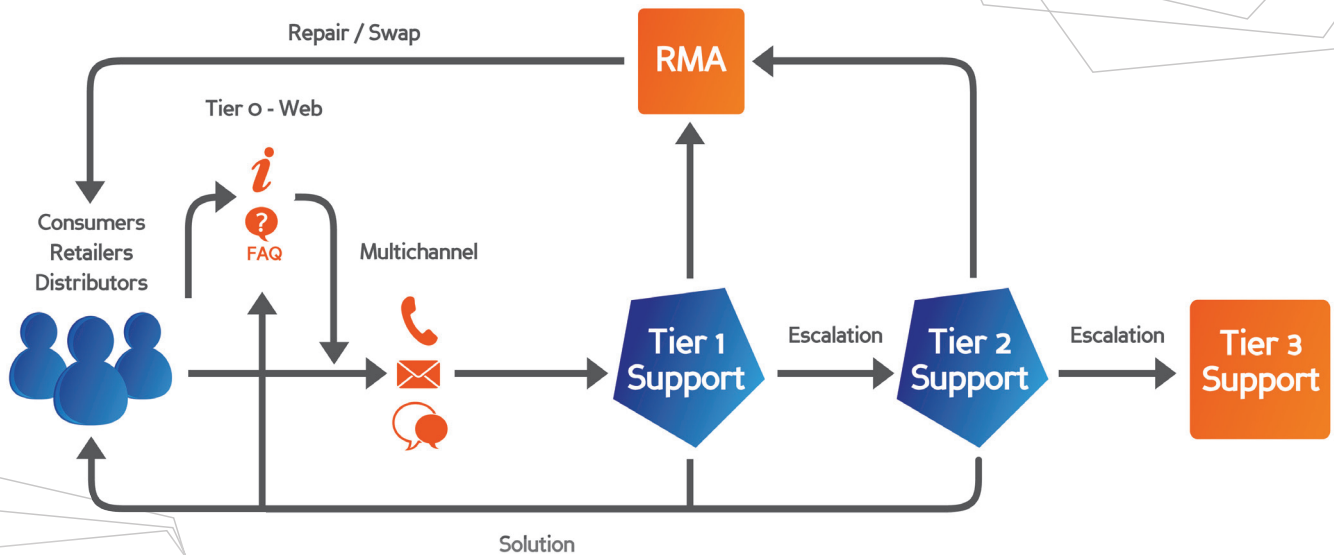 Repair / Swap
RMA
Tier 0 - Web
Consumers
Retailers
Distributors
i
?
FAQ
Multichannel
Tier 1
Support
Escalation
Tier 2
Support
Escalation
Tier 3
Support
Solution